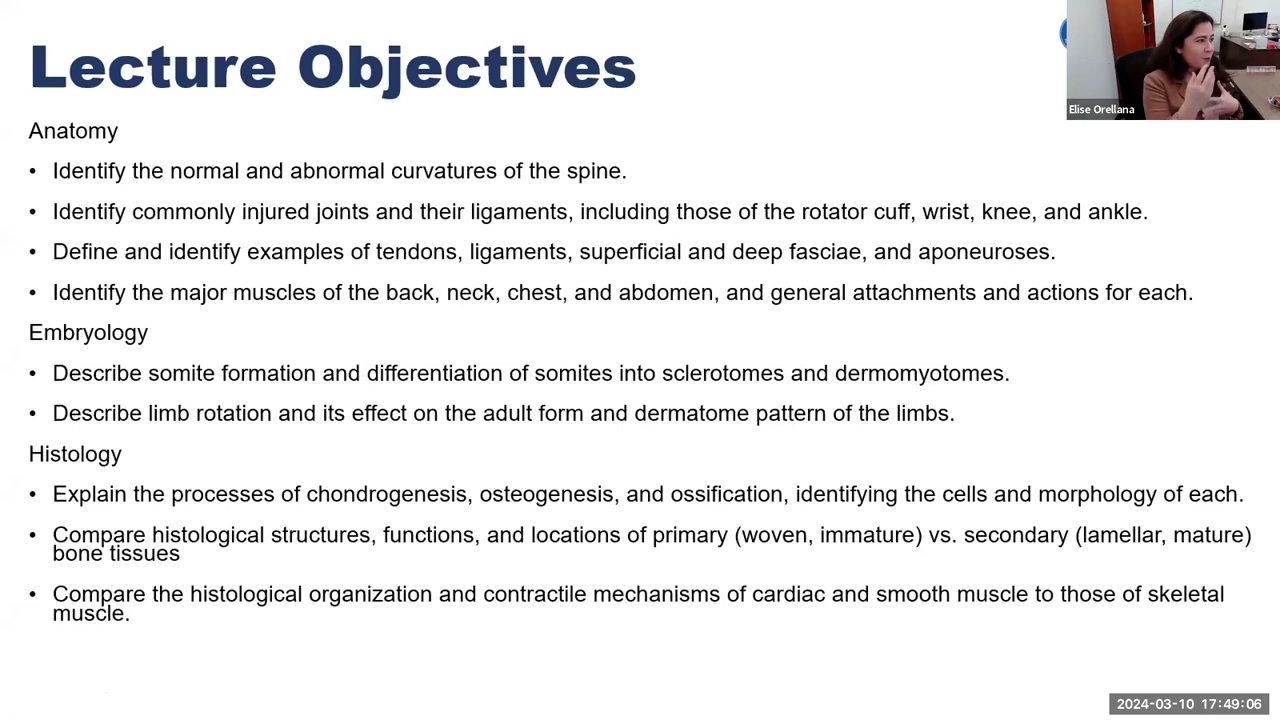 Lecture Objectives
Elise Orellana
Anatomy
• Identify the normal and abnormal curvatures of the spine.
• Identify commonly injured joints and their ligaments, including those of the rotator cuff, wrist, knee, and ankle.
• Define and identify examples of tendons, ligaments, superficial and deep fasciae, and aponeuroses.
• Identify the major muscles of the back, neck, chest, and abdomen, and general attachments and actions for each.
Embryology
• Describe somite formation and differentiation of somites into sclerotomes and dermomyotomes.
• Describe limb rotation and its effect on the adult form and dermatome pattern of the limbs.
Histology
• Explain the processes of chondrogenesis, osteogenesis, and ossification, identifying the cells and morphology of each.
• Compare histological structures, functions, and locations of primary (woven, immature) vs. secondary (lamellar, mature)
bone tissues
• Compare the histological organization and contractile mechanisms of cardiac and smooth muscle to those of skeletal
muscle.
2024-03-10 17:49:06